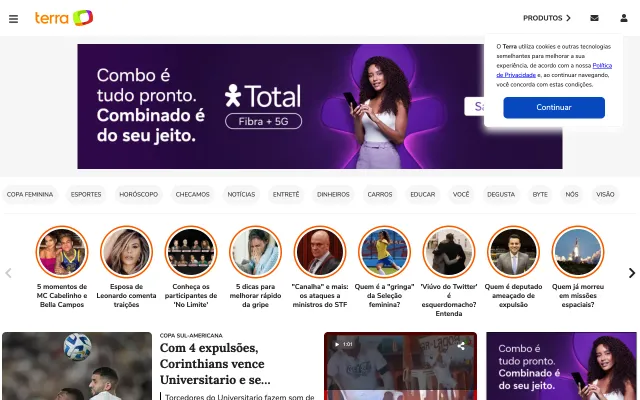 terra
PRODUTOS
Combo é
tudo pronto.
Combinado é
do seu jeito.
Total
Fibra + 5G
O Terra utiliza cookies e outras tecnologias
semelhantes para melhorar a sua
experiência, de acordo com a nossa Política
de Privacidade e, ao continuar navegando,
você concorda com estas condições.
Continuar
COPA FEMININA
ESPORTES
HORÓSCOPO
CHECAMOS
NOTÍCIAS
ENTRETÊ
DINHEIROS
CARROS
EDUCAR
VOCÊ
DEGUSTA
BYTE
NÓS
VISÃO
5 momentos de
MC Cabelinho e
Bella Campos
Esposa de
Leonardo comenta
traições
Conheça os
participantes de
'No Limite'
5 dicas para
melhorar rápido
da gripe
"Canalha" e mais:
os ataques a
ministros do STF
Quem é a "gringa"
da Seleção
feminina?
'Viúvo do Twitter'
é
esquerdomacho?
Entenda
Quem é deputado
ameaçado de
expulsão
Quem já morreu
em missões
espaciais?
COPA SUL-AMERICANA
Com 4 expulsões,
Corinthians vence
Universitario e se...
Torcedores do Universitario fazem som de
1:01
Combo é
tudo pronto.
Combinado é
do seu jeito.